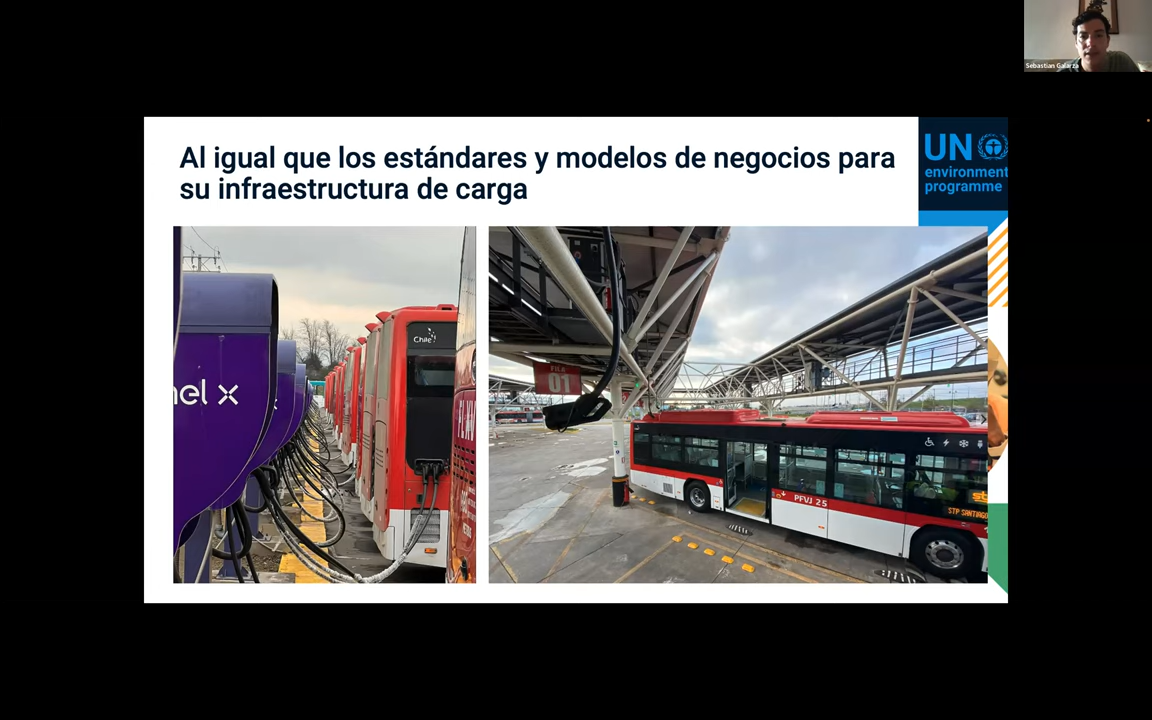 Sebastian Galarza
Al igual que los estándares y modelos de negocios para
su infraestructura de carga
UN
environment
programme
nel x
Chile
FILA
01
PFVJ 25
STP SANTIAGO